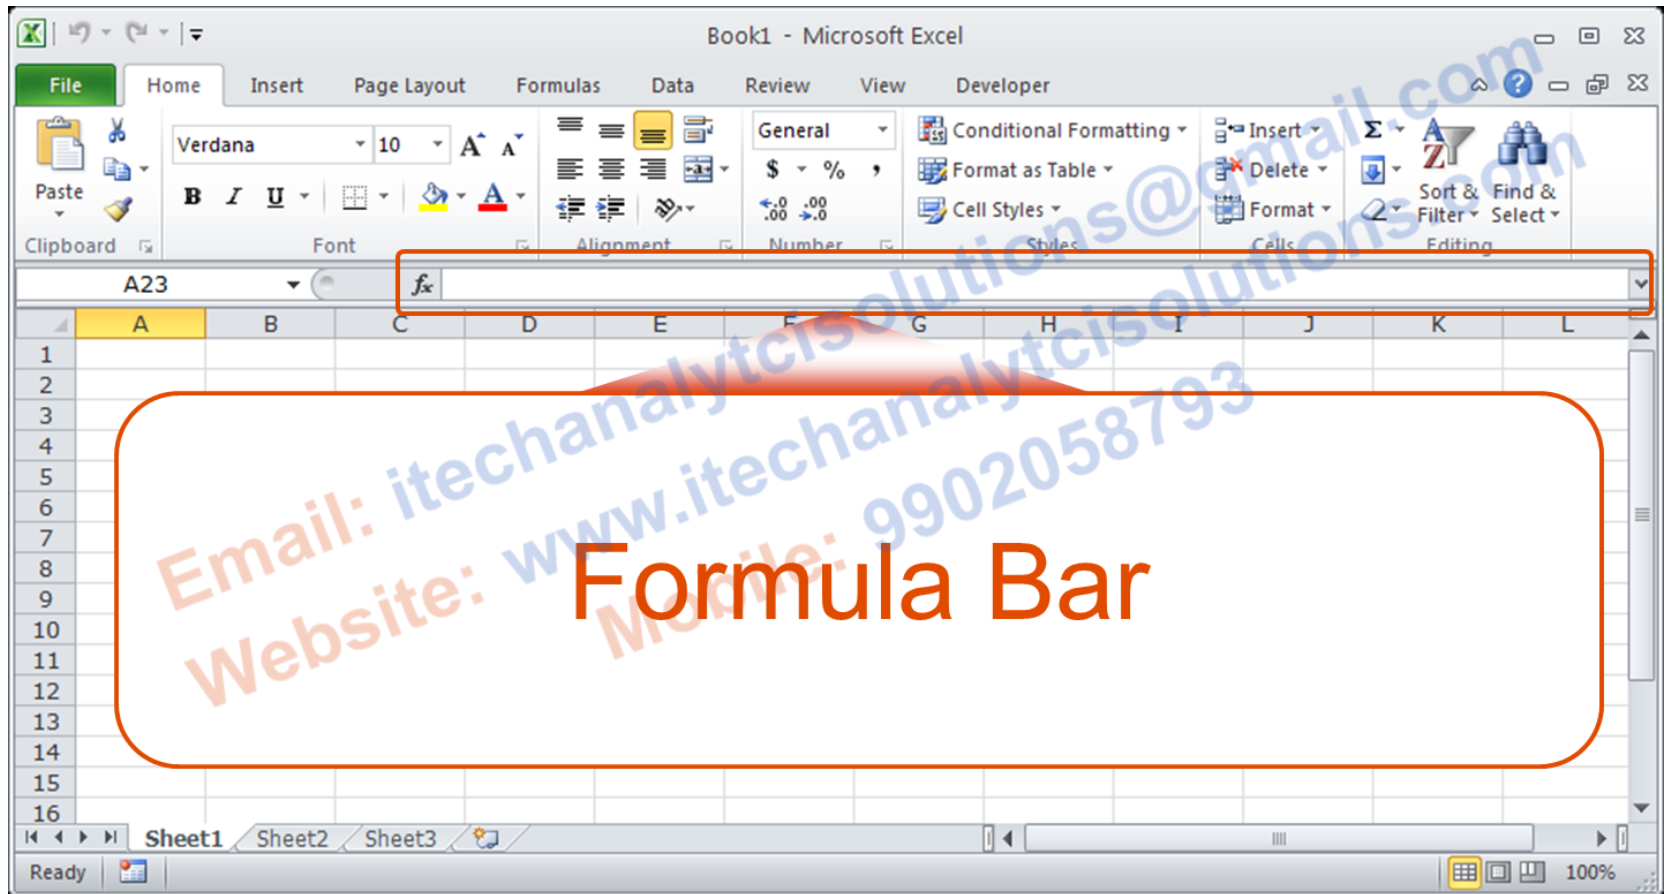 Book1 - Microsoft Excel
File Home Insert Page Layout Formulas Data Review View Developer
Paste
Verdana 10
B I U
General
$ % ,
Conditional Formatting
Format as Table
Cell Styles
Insert
Delete
Format
Σ
Sort & Filter
Find & Select
Clipboard Font Alignment Number Styles Cells Editing
A23 fx
A B C D E F G H I J K L
1
2
3
4
5
6
7
8
9
10
11
12
13
14
15
16
Formula Bar
Email: itechanalytcisolutions@gmail.com
Website: www.itechanalytcisolutions.com
Mobile: 9902058793
Sheet1 Sheet2 Sheet3
Ready 100%